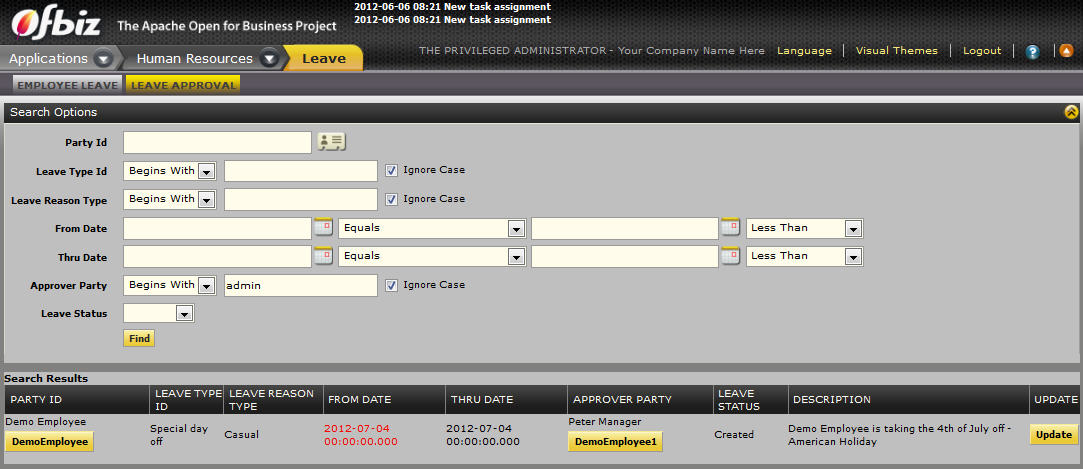 2012-06-06 08:21 New task assignment
2012-06-06 08:21 New task assignment
Ofbiz The Apache Open for Business Project
Applications Human Resources Leave THE PRIVILEGED ADMINISTRATOR - Your Company Name Here Language Visual Themes Logout ?
EMPLOYEE LEAVE LEAVE APPROVAL
Search Options
Party Id
Leave Type Id Begins With Ignore Case
Leave Reason Type Begins With Ignore Case
From Date Equals Less Than
Thru Date Equals Less Than
Approver Party Begins With admin Ignore Case
Leave Status
Find
Search Results
PARTY ID LEAVE TYPE ID LEAVE REASON TYPE FROM DATE THRU DATE APPROVER PARTY LEAVE STATUS DESCRIPTION UPDATE
Demo Employee DemoEmployee Special day off Casual 2012-07-04 00:00:00.000 2012-07-04 00:00:00.000 Peter Manager DemoEmployee1 Created Demo Employee is taking the 4th of July off - American Holiday Update